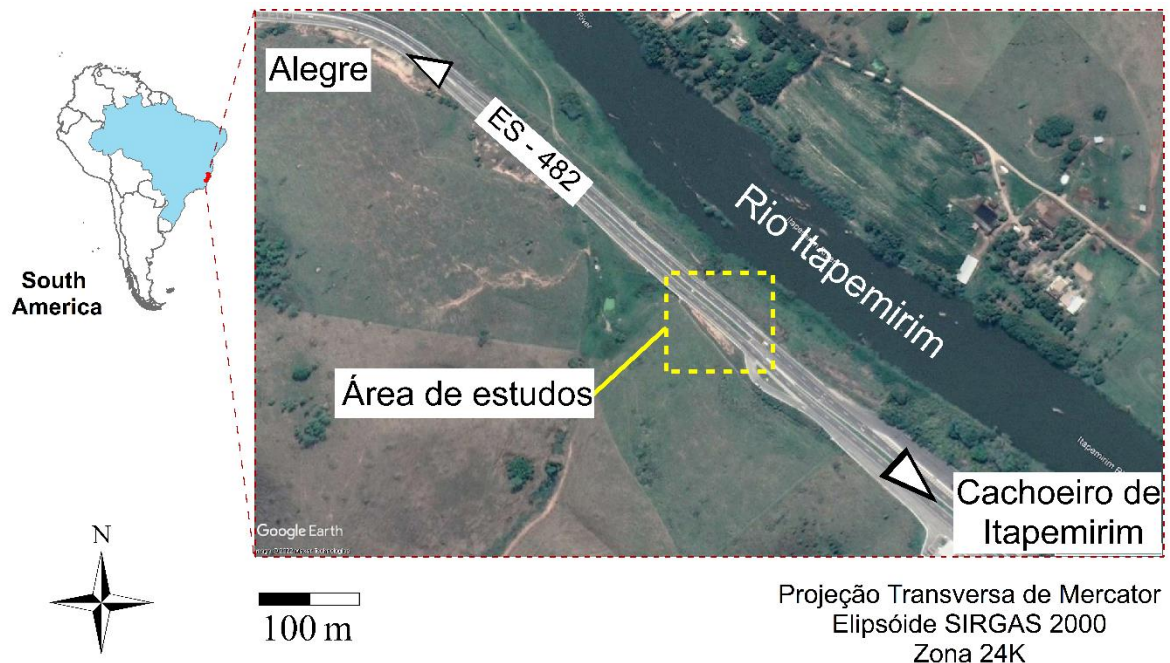 Alegre
ES - 482
Rio Itapemirim
Área de estudos
Cachoeiro de
Itapemirim
Google Earth
South
America
N
100 m
Projeção Transversa de Mercator
Elipsóide SIRGAS 2000
Zona 24K